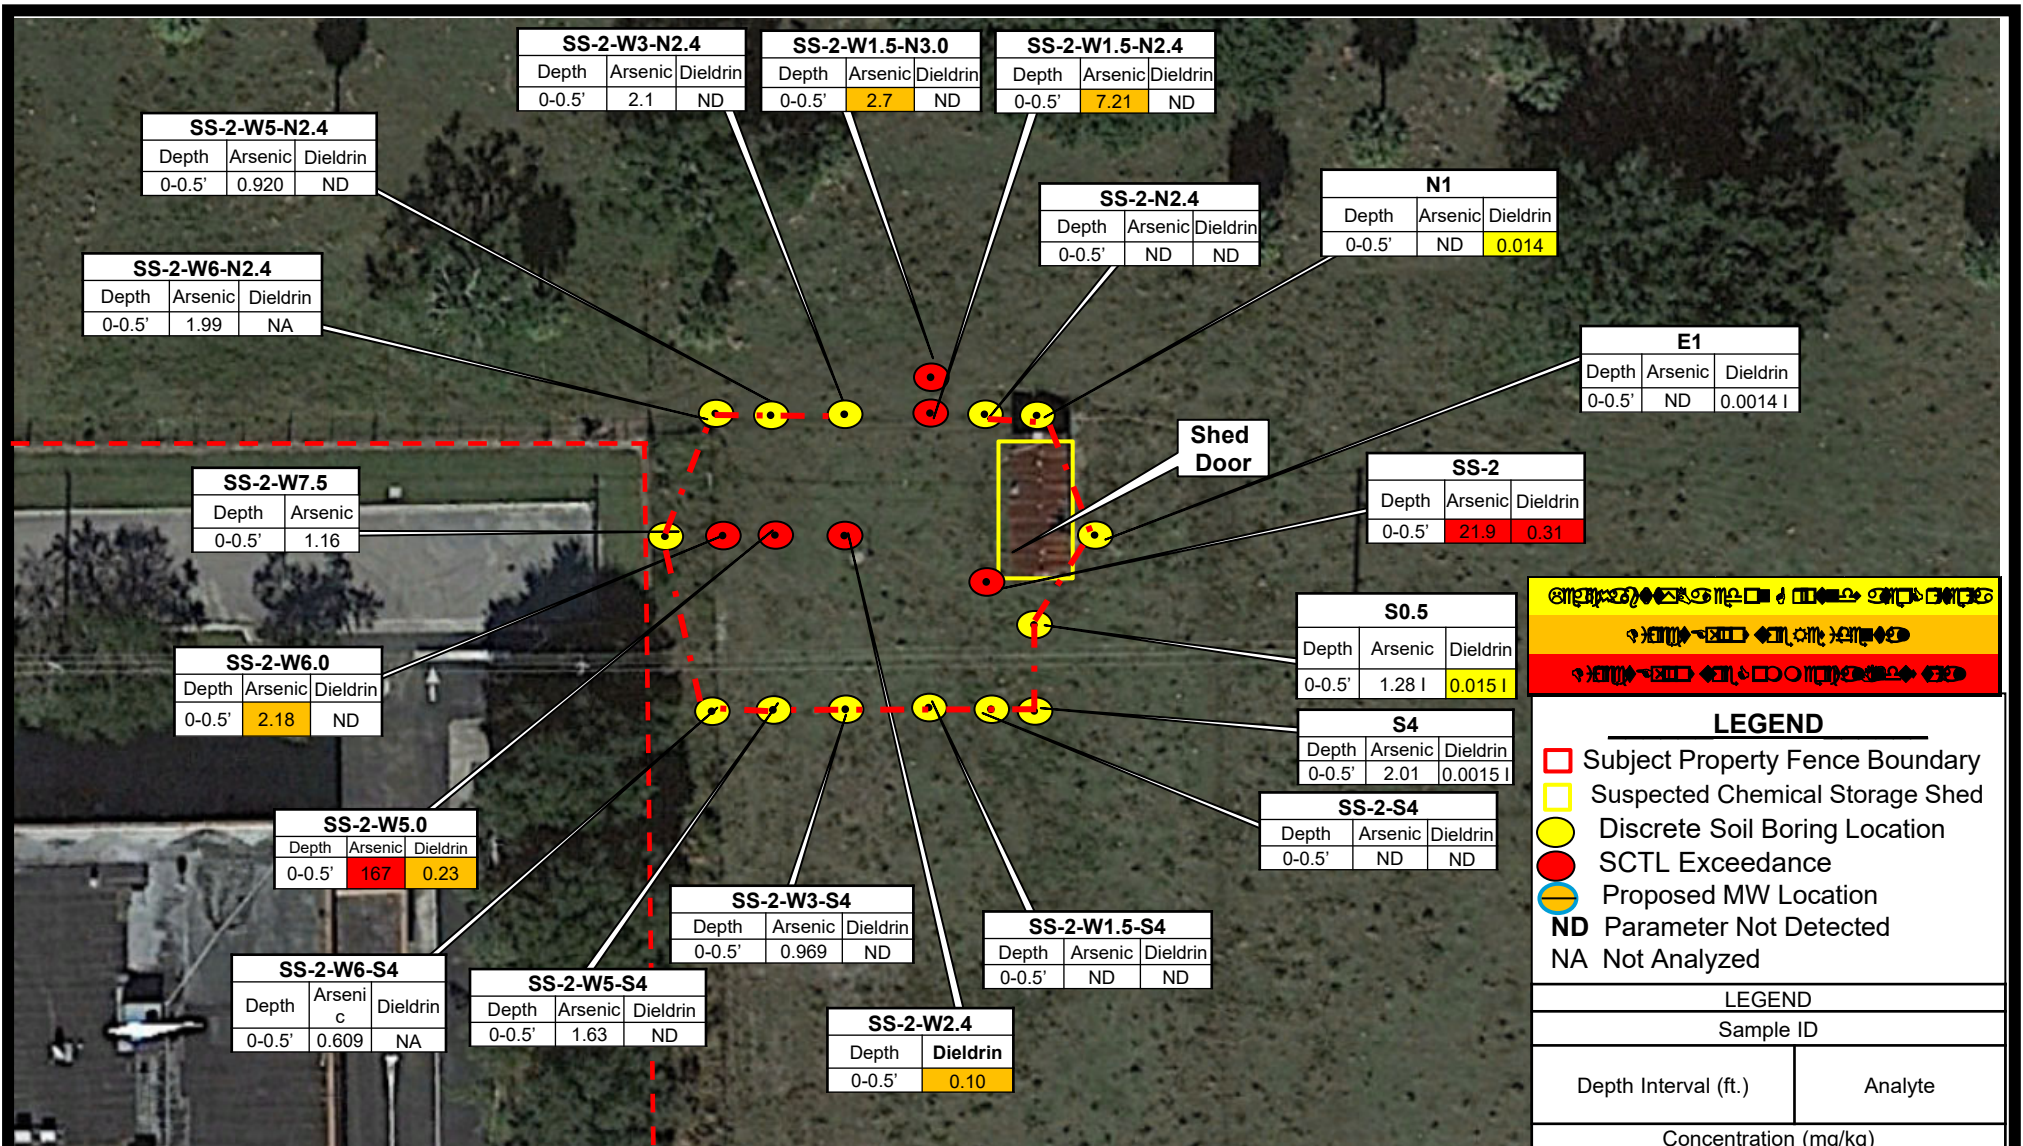 SS-2-W3-N2.4
Depth Arsenic Dieldrin
0-0.5’ 2.1 ND
SS-2-W1.5-N3.0
Depth Arsenic Dieldrin
0-0.5’ 2.7 ND
SS-2-W1.5-N2.4
Depth Arsenic Dieldrin
0-0.5’ 7.21 ND
SS-2-W5-N2.4
Depth Arsenic Dieldrin
0-0.5’ 0.920 ND
SS-2-N2.4
Depth Arsenic Dieldrin
0-0.5’ ND ND
N1
Depth Arsenic Dieldrin
0-0.5’ ND 0.014
SS-2-W6-N2.4
Depth Arsenic Dieldrin
0-0.5’ 1.99 NA
E1
Depth Arsenic Dieldrin
0-0.5’ ND 0.0014 I
Shed
Door
SS-2-W7.5
Depth Arsenic
0-0.5’ 1.16
SS-2
Depth Arsenic Dieldrin
0-0.5’ 21.9 0.31
S0.5
Depth Arsenic Dieldrin
0-0.5’ 1.28 I 0.015 I
SS-2-W6.0
Depth Arsenic Dieldrin
0-0.5’ 2.18 ND
S4
Depth Arsenic Dieldrin
0-0.5’ 2.01 0.0015 I
SS-2-S4
Depth Arsenic Dieldrin
0-0.5’ ND ND
SS-2-W5.0
Depth Arsenic Dieldrin
0-0.5’ 167 0.23
SS-2-W3-S4
Depth Arsenic Dieldrin
0-0.5’ 0.969 ND
SS-2-W1.5-S4
Depth Arsenic Dieldrin
0-0.5’ ND ND
SS-2-W6-S4
Depth Arseni
c Dieldrin
0-0.5’ 0.609 NA
SS-2-W5-S4
Depth Arsenic Dieldrin
0-0.5’ 1.63 ND
SS-2-W2.4
Depth Dieldrin
0-0.5’ 0.10
LEGEND
Subject Property Fence Boundary
Suspected Chemical Storage Shed
Discrete Soil Boring Location
SCTL Exceedance
Proposed MW Location
ND Parameter Not Detected
NA Not Analyzed
LEGEND
Sample ID
Depth Interval (ft.) Analyte
Concentration (mg/kg)